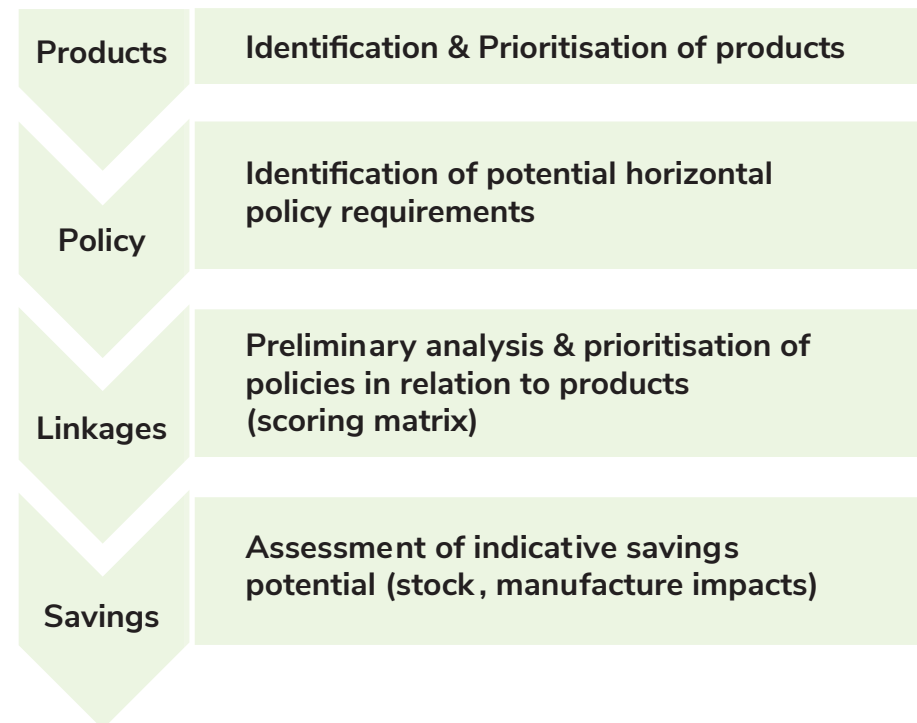 Products
Identification & Prioritisation of products
Policy
Identification of potential horizontal
policy requirements
Linkages
Preliminary analysis & prioritisation of
policies in relation to products
(scoring matrix)
Savings
Assessment of indicative savings
potential (stock, manufacture impacts)